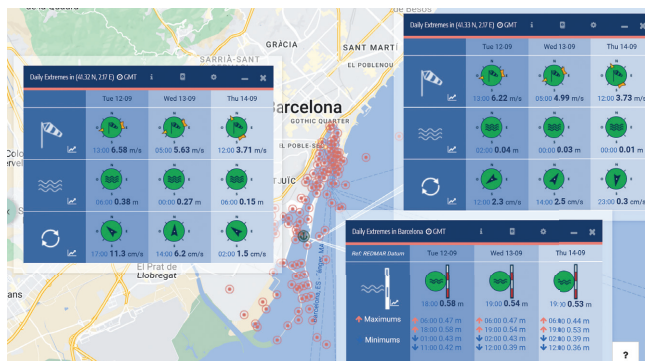 GRÀCIA
SANT MARTÍ
SARRIÀ-SANT
EL POBLENOU
arcelona
GOTHIC QUARTER
EL POBLE-SE
TJUÏC
El Prat de
Llobregat
ans
Barcelona, ES
Daily Extremes in (41.32 N, 2.17 E) GMT
i
Tue 12-09 Wed 13-09 Thu 14-09
13:00 6.58 m/s 05:00 5.63 m/s 12:00 3.71 m/s
06:00 0.38 m 00:00 0.27 m 06:00 0.15 m
17:00 11.3 cm/s 14:00 6.2 cm/s 02:00 1.5 cm/s
Daily Extremes in (41.33 N, 2.17 E) GMT
i
Tue 12-09 Wed 13-09 Thu 14-09
13:00 6.22 m/s 05:00 4.99 m/s 12:00 3.73 m/s
02:00 0.04 m 00:00 0.03 m 00:00 0.01 m
12:00 2.3 cm/s 14:00 2.5 cm/s 23:00 0.3 cm/s
Daily Extremes in Barcelona GMT
i
Ref: REDMAR Datum Tue 12-09 Wed 13-09 Thu 14-09
18:00 0.58 m 19:00 0.54 m 19:00 0.53 m
Maximums 06:00 0.47 m 06:00 0.47 m 06:00 0.44 m
18:00 0.58 m 19:00 0.54 m 19:00 0.53 m
Minimums 01:00 0.43 m 02:00 0.43 m 02:00 0.39 m
11:00 0.42 m 12:00 0.39 m 12:00 0.36 m
?